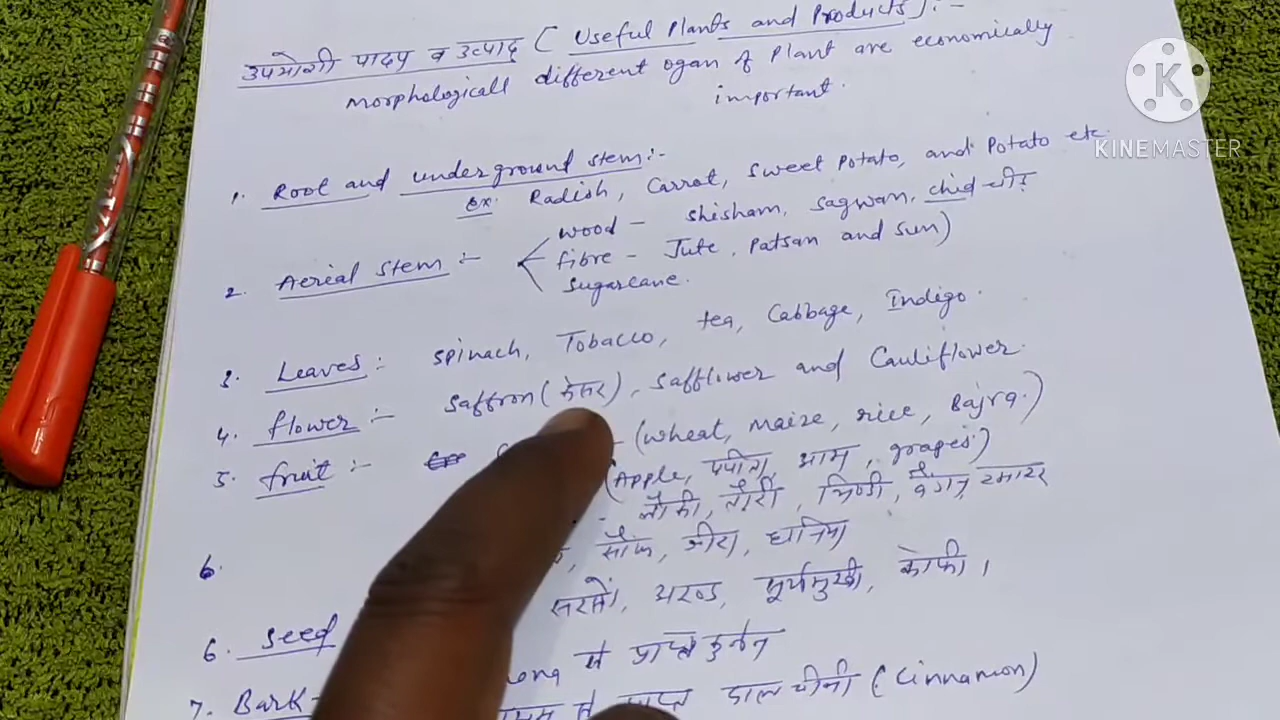 उपयोगी पादप व उत्पाद ( Useful Plants and Products ) : -
morphologicall different ogan of plant are economically
important.
1. Root and underground stem :-
ex. Radish, Carrot, Sweet Potato, and Potato etc.
2. Aerial stem :- wood - shisham, sagwan, chid चीड़
fibre - Jute, patsan and sun)
sugarcane.
3. Leaves :- spinach, Tobacco, tea, Cabbage, Indigo.
4. flower :- saffron (केसर), safflower and Cauliflower.
5. fruit :- (wheat, maize, rice, Bajra.)
(Apple, पपीता, आम, grapes)
लौकी, तौरी, भिण्डी, बैंगन, टमाटर
6. सौंफ, जीरा, धनिया
6. seed सरसों, अरण्ड, सूर्यमुखी, कोफी।
7. Bark :- से प्राप्त कुनेन
से प्राप्त दालचीनी (Cinnamon)
K
KINEMASTER